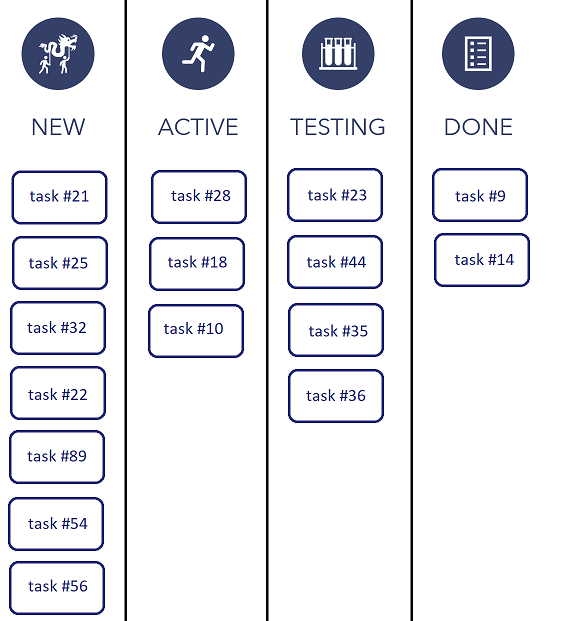 NEW
task #21
task #25
task #32
task #22
task #89
task #54
task #56
ACTIVE
task #28
task #18
task #10
TESTING
task #23
task #44
task #35
task #36
DONE
task #9
task #14